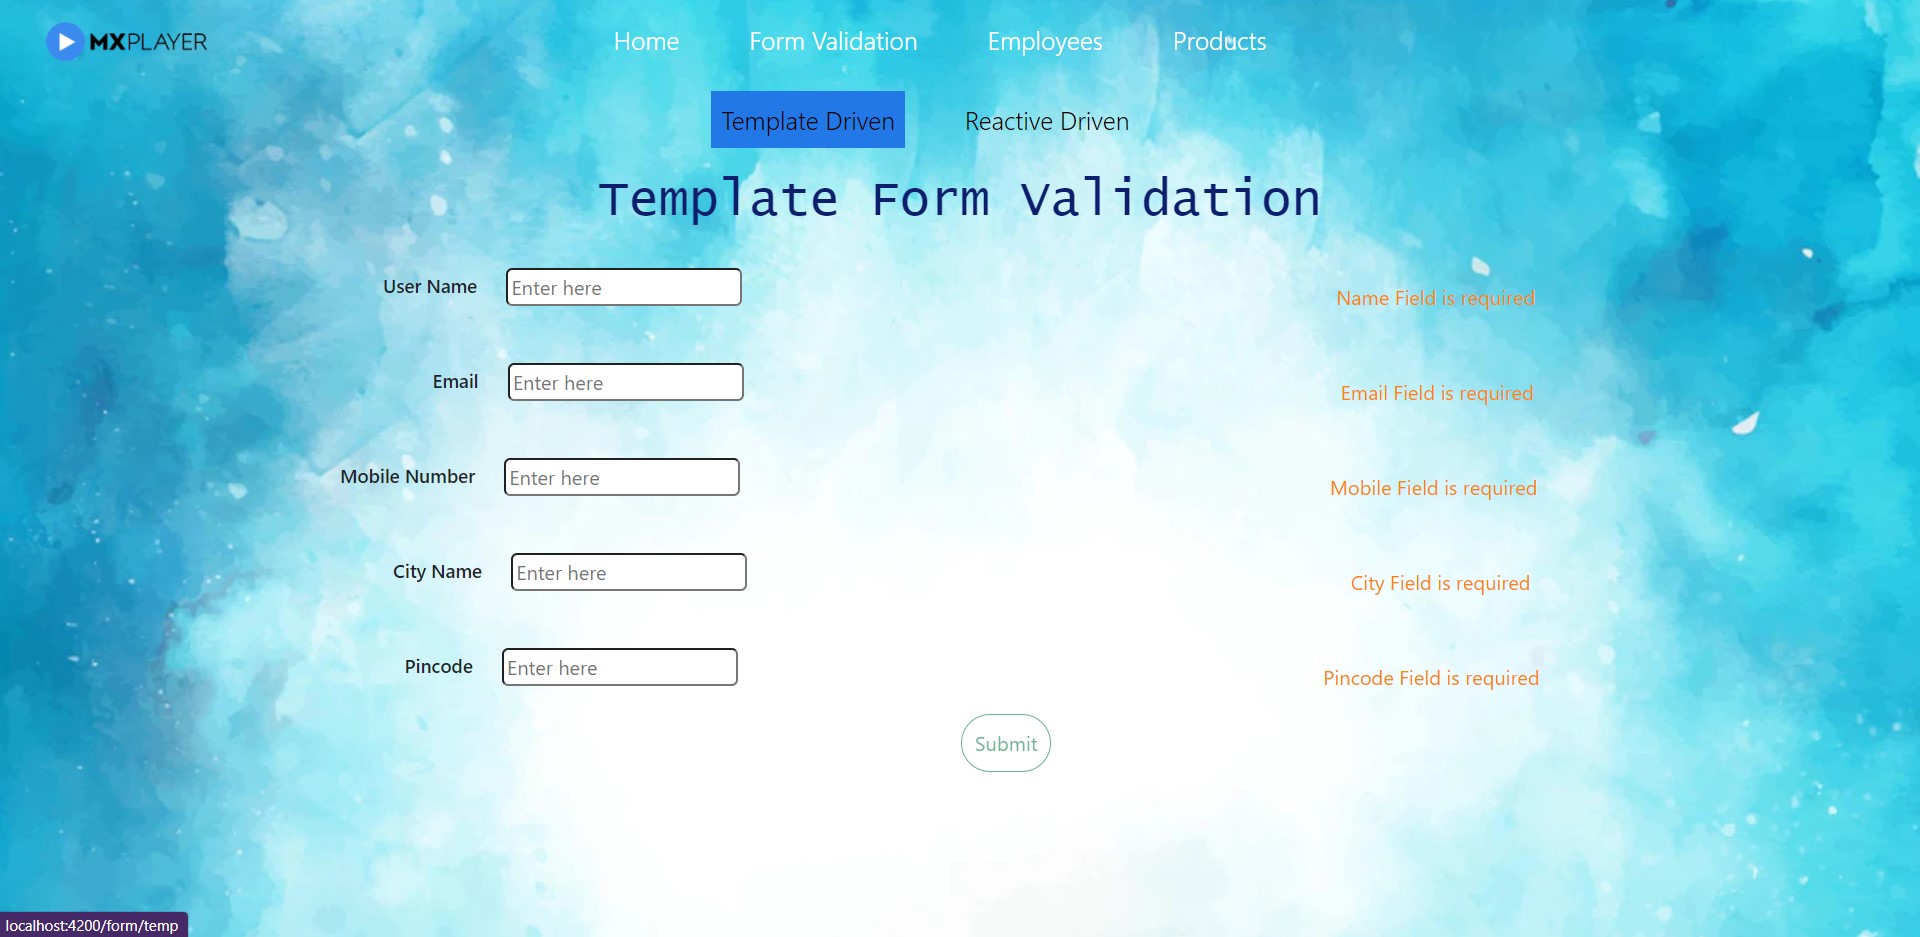 MXPLAYER
Home Form Validation Employees Products
Template Driven Reactive Driven
Template Form Validation
User Name Enter here Name Field is required
Email Enter here Email Field is required
Mobile Number Enter here Mobile Field is required
City Name Enter here City Field is required
Pincode Enter here Pincode Field is required
Submit
localhost:4200/form/temp